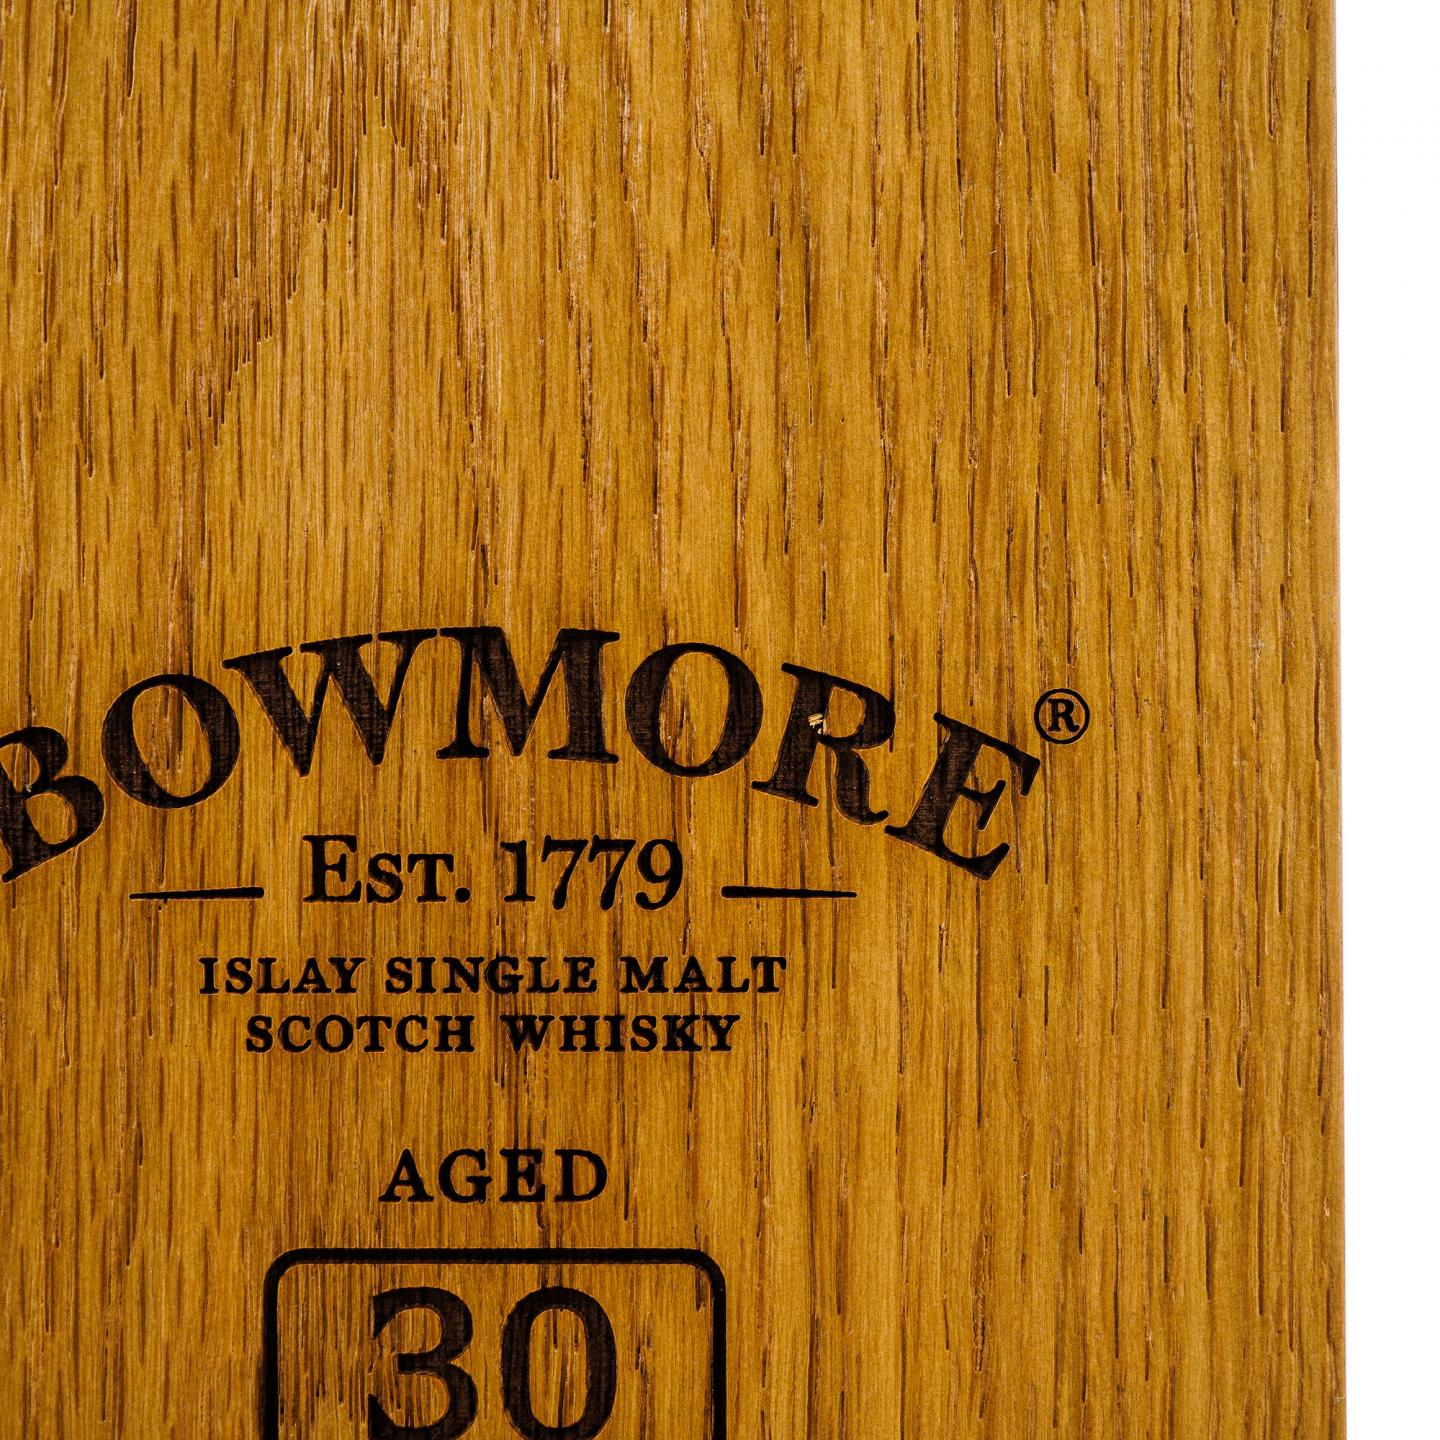 BOWMORE®
EST. 1779
ISLAY SINGLE MALT
SCOTCH WHISKY
AGED
30